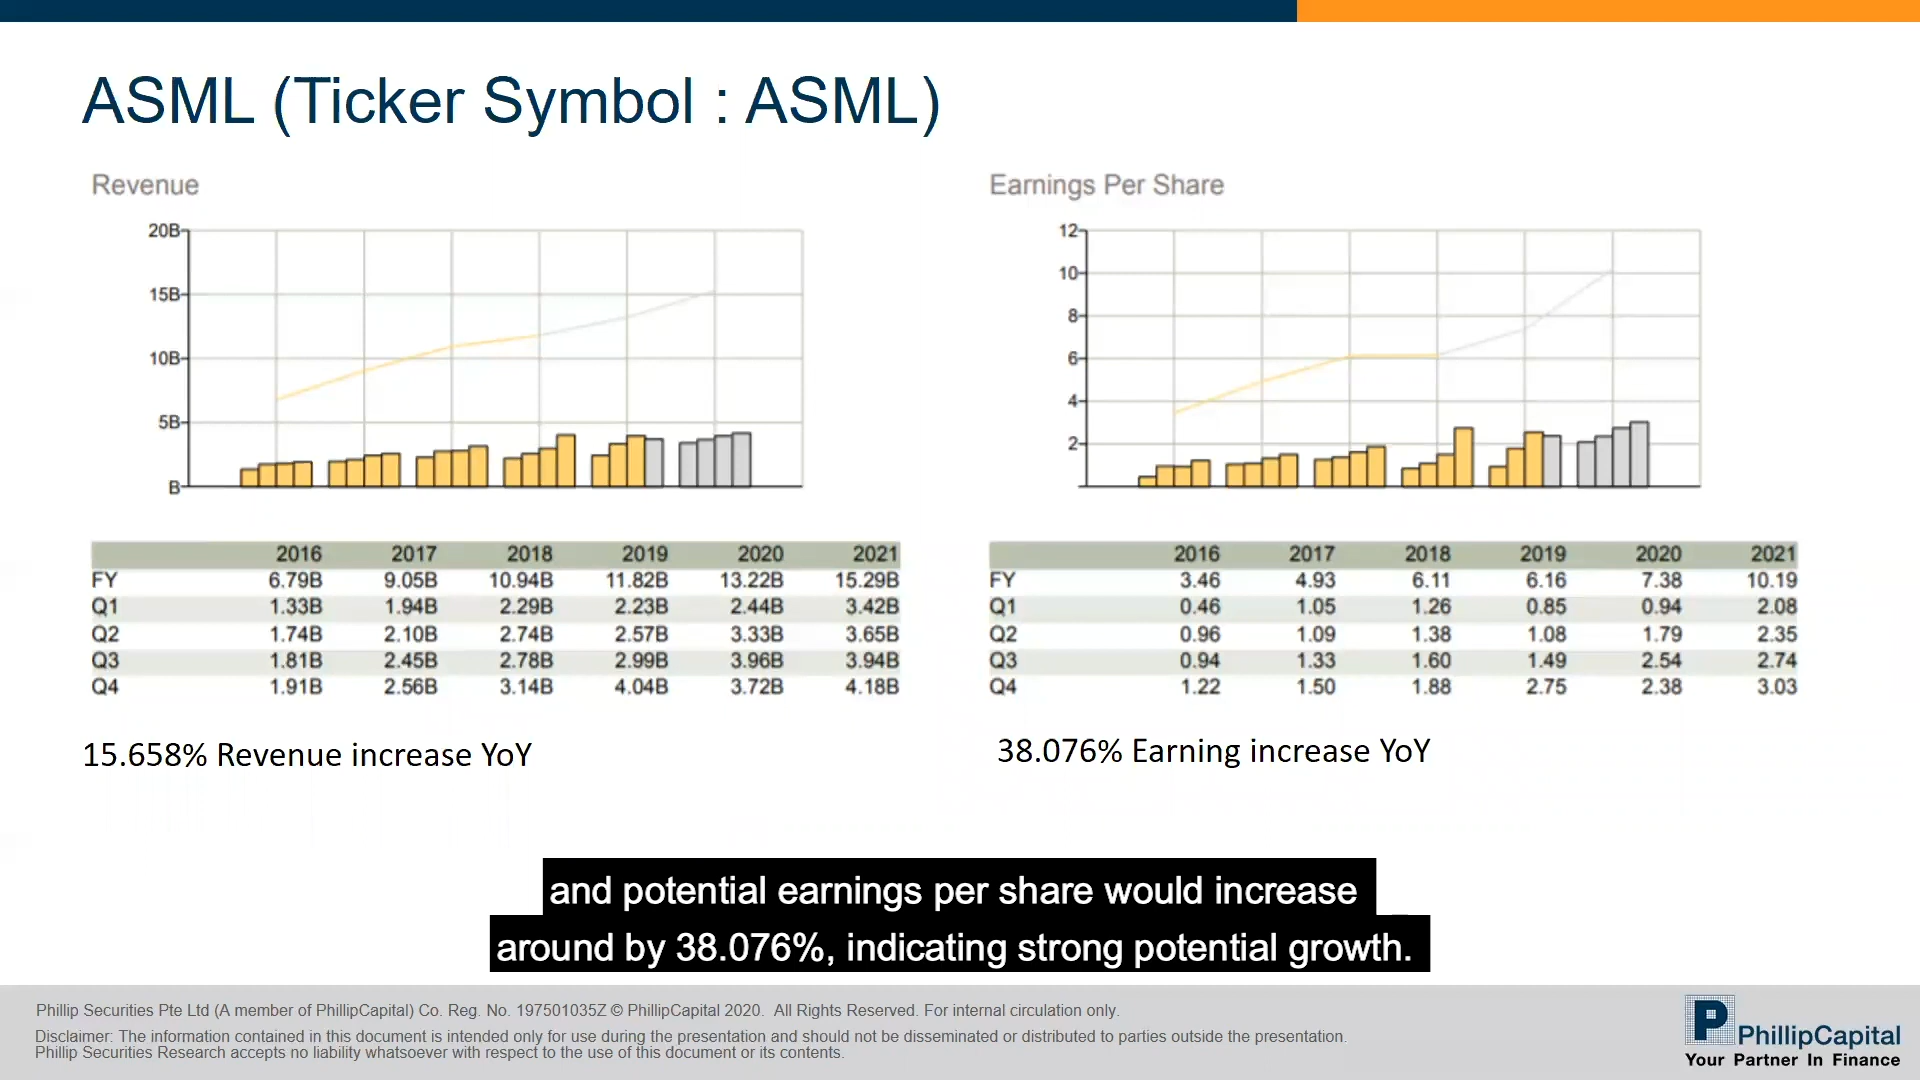 ASML (Ticker Symbol : ASML)
Revenue
20B
15B
10B
5B
B
2016 2017 2018 2019 2020 2021
FY 6.79B 9.05B 10.94B 11.82B 13.22B 15.29B
Q1 1.33B 1.94B 2.29B 2.23B 2.44B 3.42B
Q2 1.74B 2.10B 2.74B 2.57B 3.33B 3.65B
Q3 1.81B 2.45B 2.78B 2.99B 3.96B 3.94B
Q4 1.91B 2.56B 3.14B 4.04B 3.72B 4.18B
15.658% Revenue increase YoY
Earnings Per Share
12
10
8
6
4
2
2016 2017 2018 2019 2020 2021
FY 3.46 4.93 6.11 6.16 7.38 10.19
Q1 0.46 1.05 1.26 0.85 0.94 2.08
Q2 0.96 1.09 1.38 1.08 1.79 2.35
Q3 0.94 1.33 1.60 1.49 2.54 2.74
Q4 1.22 1.50 1.88 2.75 2.38 3.03
38.076% Earning increase YoY
and potential earnings per share would increase
around by 38.076%, indicating strong potential growth.
Phillip Securities Pte Ltd (A member of PhillipCapital) Co. Reg. No. 197501035Z © PhillipCapital 2020. All Rights Reserved. For internal circulation only.
Disclaimer: The information contained in this document is intended only for use during the presentation and should not be disseminated or distributed to parties outside the presentation.
Phillip Securities Research accepts no liability whatsoever with respect to the use of this document or its contents.
PhillipCapital
Your Partner In Finance